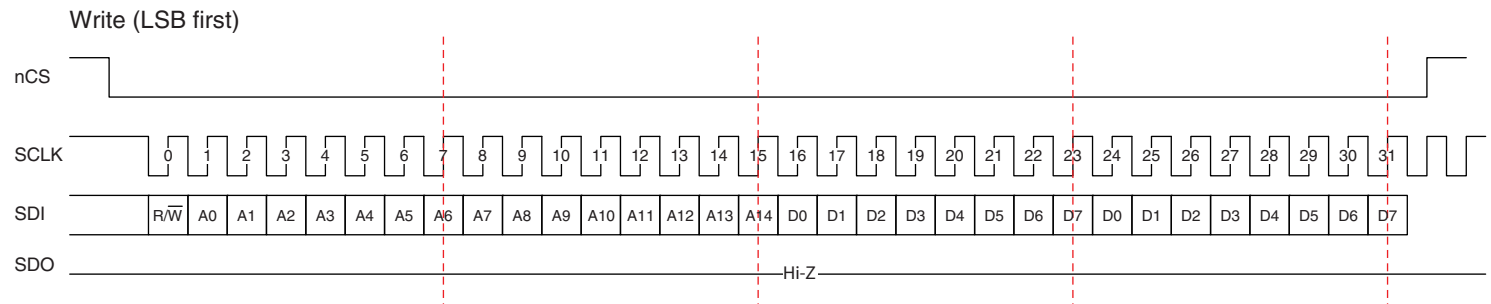 Write (LSB first)
nCS
SCLK 0 1 2 3 4 5 6 7 8 9 10 11 12 13 14 15 16 17 18 19 20 21 22 23 24 25 26 27 28 29 30 31
SDI R/W̅ A0 A1 A2 A3 A4 A5 A6 A7 A8 A9 A10 A11 A12 A13 A14 D0 D1 D2 D3 D4 D5 D6 D7 D0 D1 D2 D3 D4 D5 D6 D7
SDO Hi-Z